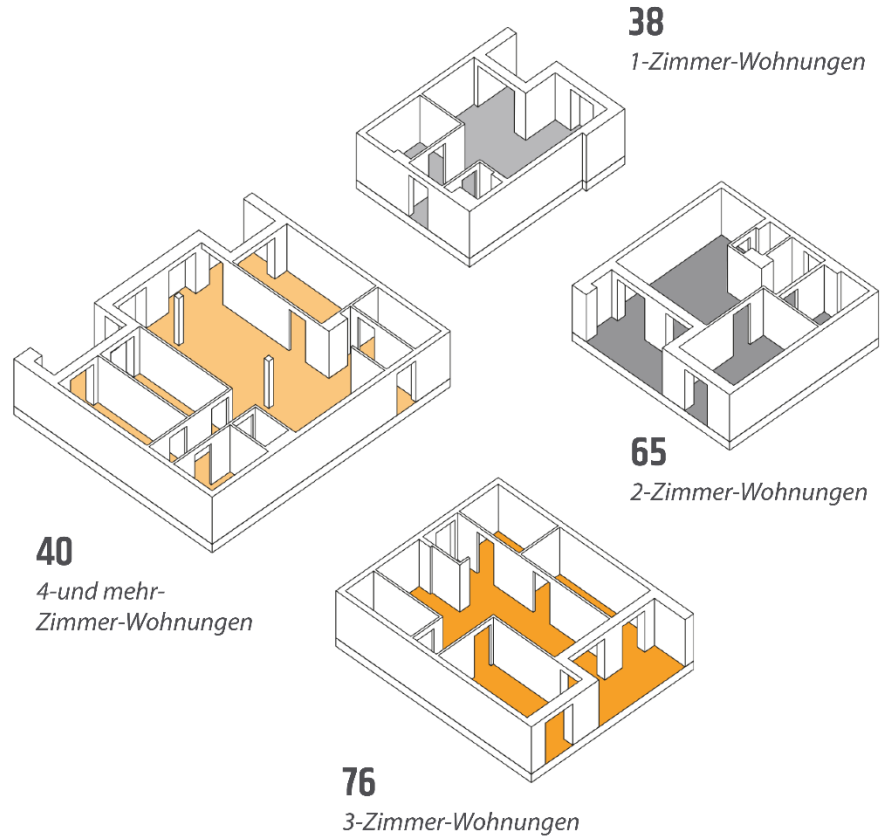 38
1-Zimmer-Wohnungen
65
2-Zimmer-Wohnungen
40
4-und mehr-
Zimmer-Wohnungen
76
3-Zimmer-Wohnungen